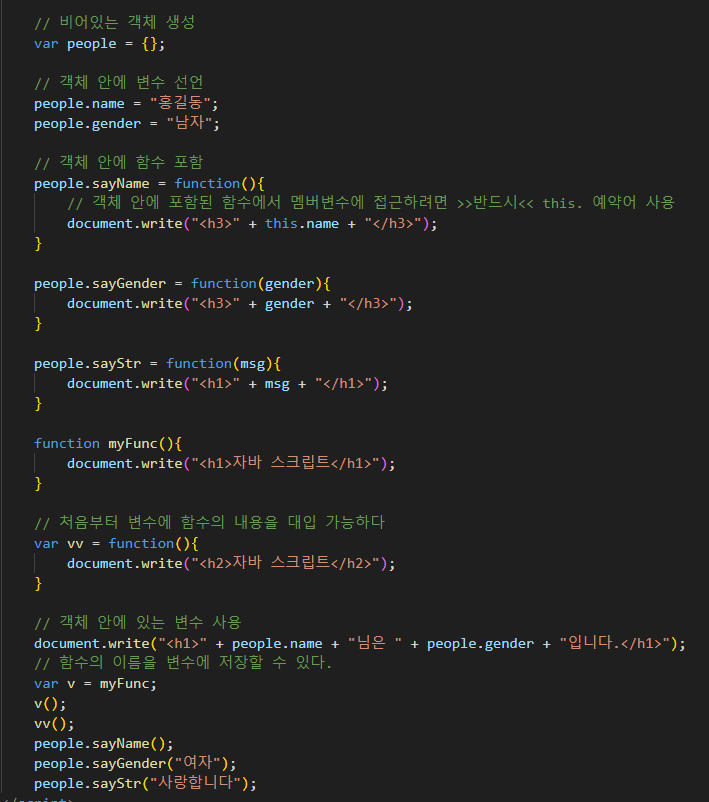 // 비어있는 객체 생성
var people = {};
// 객체 안에 변수 선언
people.name = "홍길동";
people.gender = "남자";
// 객체 안에 함수 포함
people.sayName = function(){
// 객체 안에 포함된 함수에서 멤버변수에 접근하려면 >>반드시<< this. 예약어 사용
document.write("<h3>" + this.name + "</h3>");
}
people.sayGender = function(gender){
document.write("<h3>" + gender + "</h3>");
}
people.sayStr = function(msg){
document.write("<h1>" + msg + "</h1>");
}
function myFunc(){
document.write("<h1>자바 스크립트</h1>");
}
// 처음부터 변수에 함수의 내용을 대입 가능하다
var vv = function(){
document.write("<h2>자바 스크립트</h2>");
}
// 객체 안에 있는 변수 사용
document.write("<h1>" + people.name + "님은 " + people.gender + "입니다.</h1>");
// 함수의 이름을 변수에 저장할 수 있다.
var v = myFunc;
v();
vv();
people.sayName();
people.sayGender("여자");
people.sayStr("사랑합니다");